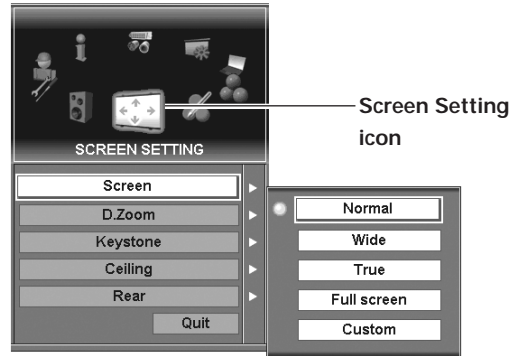 Screen Setting
icon
SCREEN SETTING
Screen
D.Zoom
Keystone
Ceiling
Rear
Quit
Normal
Wide
True
Full screen
Custom